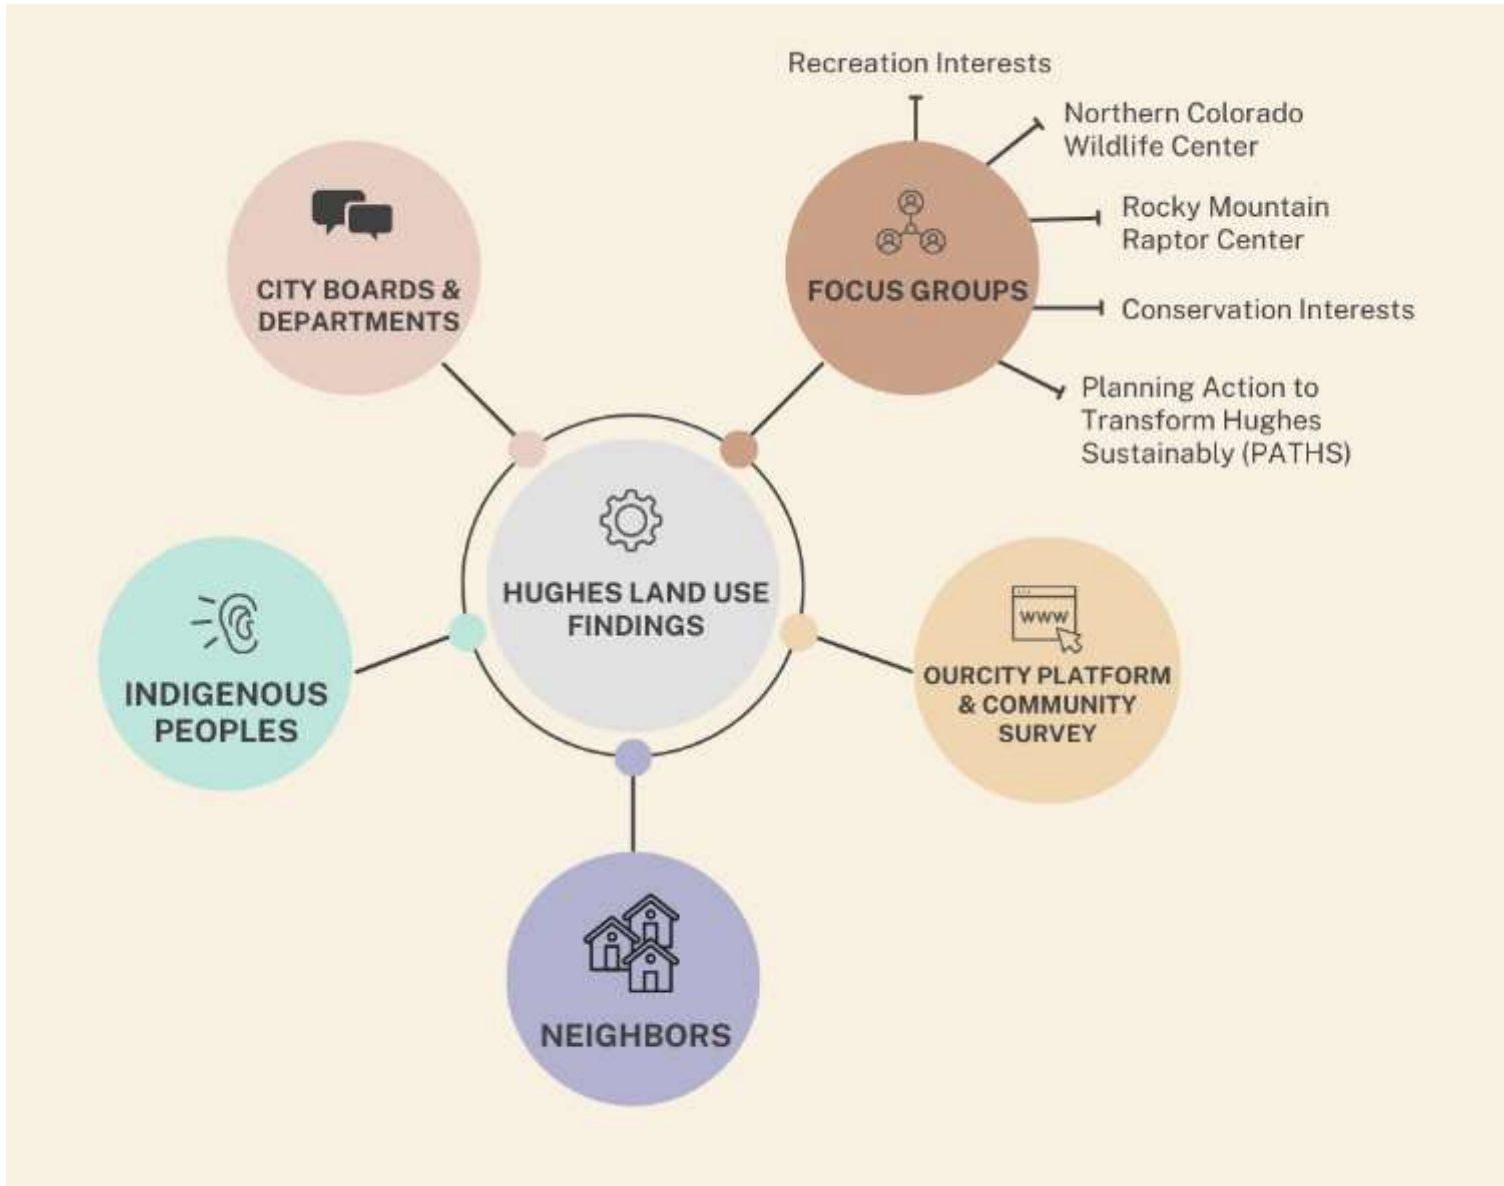 Recreation Interests
Northern Colorado
Wildlife Center
Rocky Mountain
Raptor Center
Conservation Interests
Planning Action to
Transform Hughes
Sustainably (PATHS)
FOCUS GROUPS
CITY BOARDS &
DEPARTMENTS
HUGHES LAND USE
FINDINGS
INDIGENOUS
PEOPLES
www
OURCITY PLATFORM
& COMMUNITY
SURVEY
NEIGHBORS